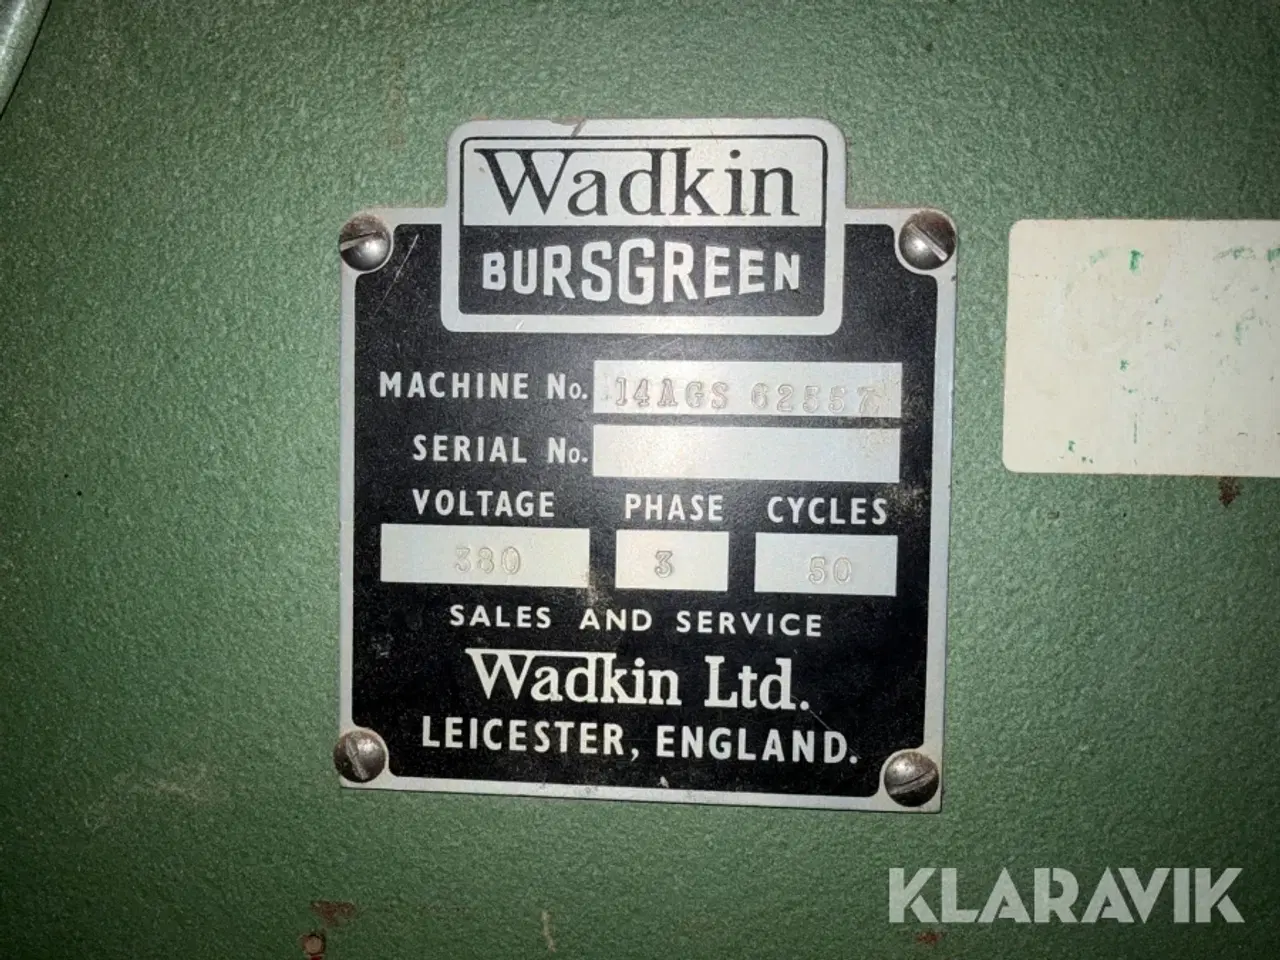 Wadkin
BURSGREEN
MACHINE No. 14AGS 62557
SERIAL No.
VOLTAGE PHASE CYCLES
380 3 50
SALES AND SERVICE
Wadkin Ltd.
LEICESTER, ENGLAND.
KLARAVIK